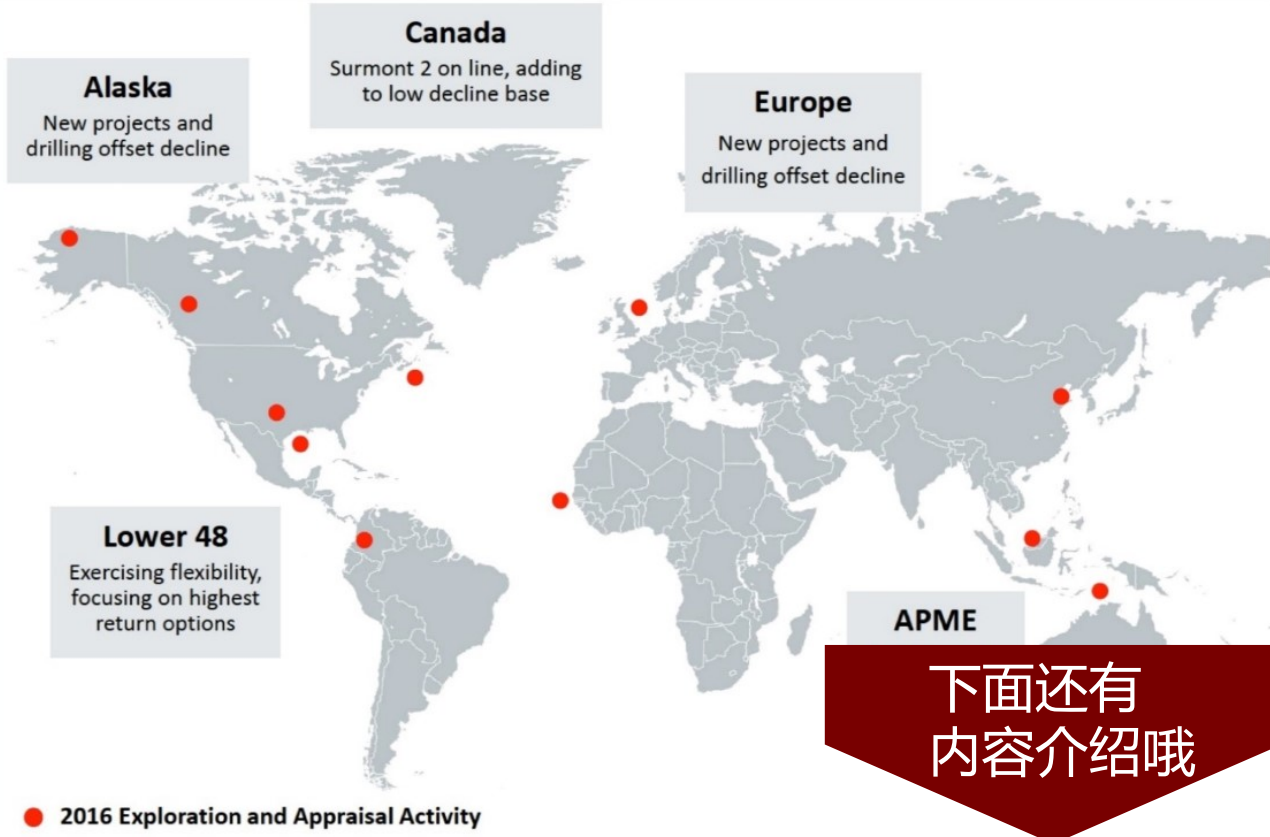 Canada
Surmont 2 on line, adding
to low decline base
Alaska
New projects and
drilling offset decline
Europe
New projects and
drilling offset decline
Lower 48
Exercising flexibility,
focusing on highest
return options
APME
下面还有
内容介绍哦
2016 Exploration and Appraisal Activity